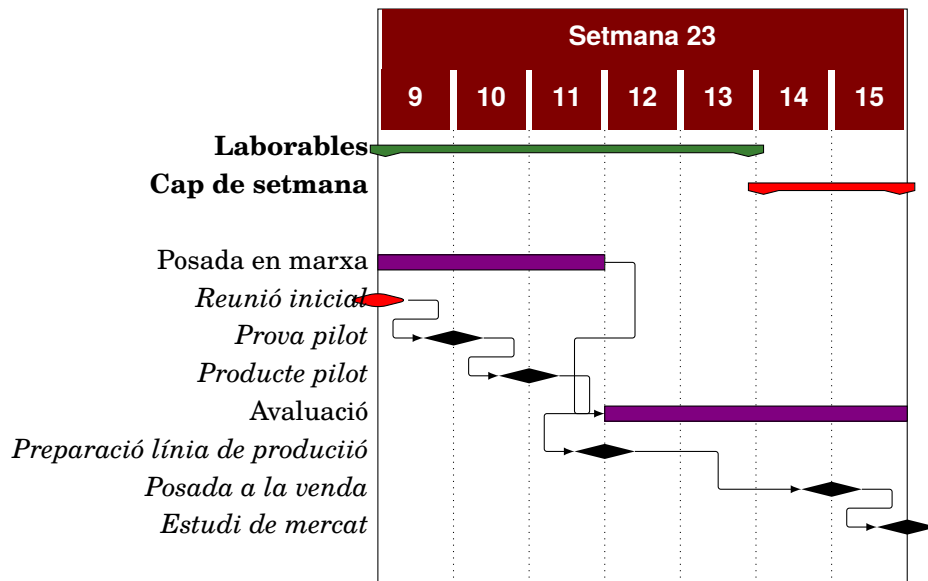 Setmana 23
9 10 11 12 13 14 15
Laborables
Cap de setmana
Posada en marxa
Reunió inicial
Prova pilot
Producte pilot
Avaluació
Preparació línia de produciió
Posada a la venda
Estudi de mercat